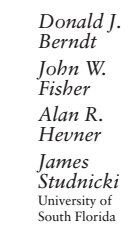 Donald J.
Berndt
John W.
Fisher
Alan R.
Hevner
James
Studnicki
University of
South Florida